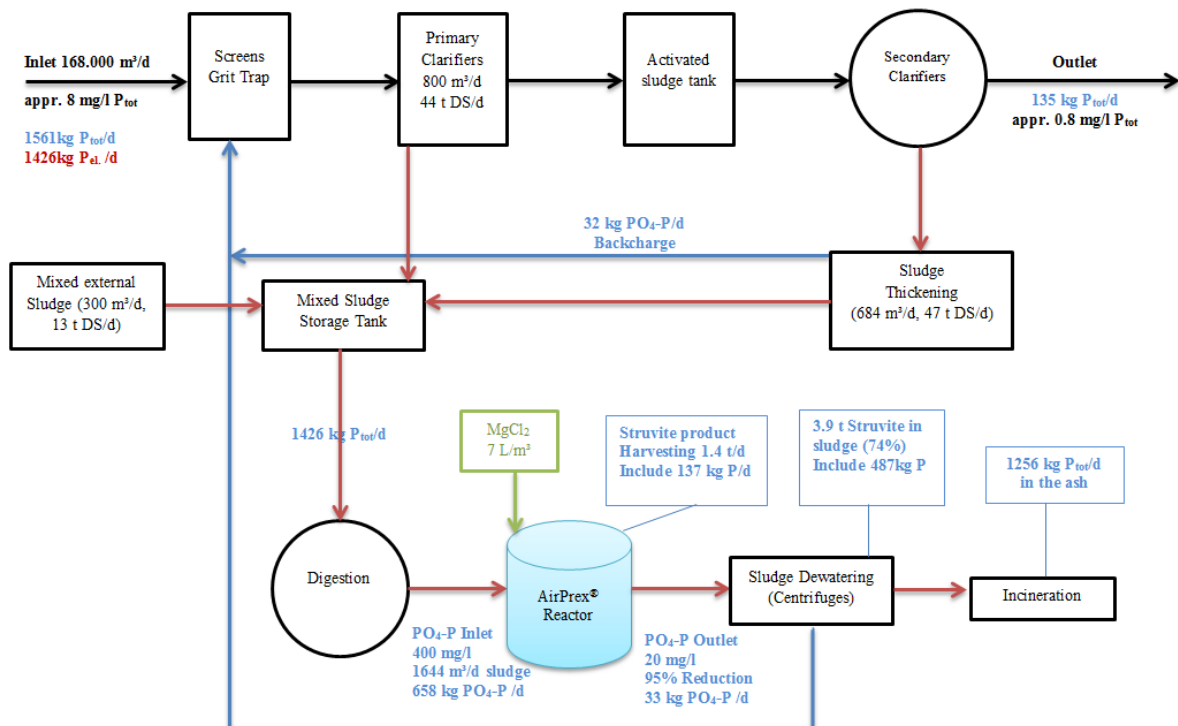 Inlet 168.000 m³/d
appr. 8 mg/l Ptot
1561kg Ptot/d
1426kg Pel. /d
Screens
Grit Trap
Primary
Clarifiers
800 m³/d
44 t DS/d
Activated
sludge tank
Secondary
Clarifiers
Outlet
135 kg Ptot/d
appr. 0.8 mg/l Ptot
32 kg PO₄-P/d
Backcharge
Mixed external
Sludge (300 m³/d,
13 t DS/d)
Mixed Sludge
Storage Tank
Sludge
Thickening
(684 m³/d, 47 t DS/d)
1426 kg Ptot/d
MgCl₂
7 L/m³
Struvite product
Harvesting 1.4 t/d
Include 137 kg P/d
3.9 t Struvite in
sludge (74%)
Include 487kg P
1256 kg Ptot/d
in the ash
Digestion
AirPrex®
Reactor
Sludge Dewatering
(Centrifuges)
Incineration
PO₄-P Inlet
400 mg/l
1644 m³/d sludge
658 kg PO₄-P /d
PO₄-P Outlet
20 mg/l
95% Reduction
33 kg PO₄-P /d